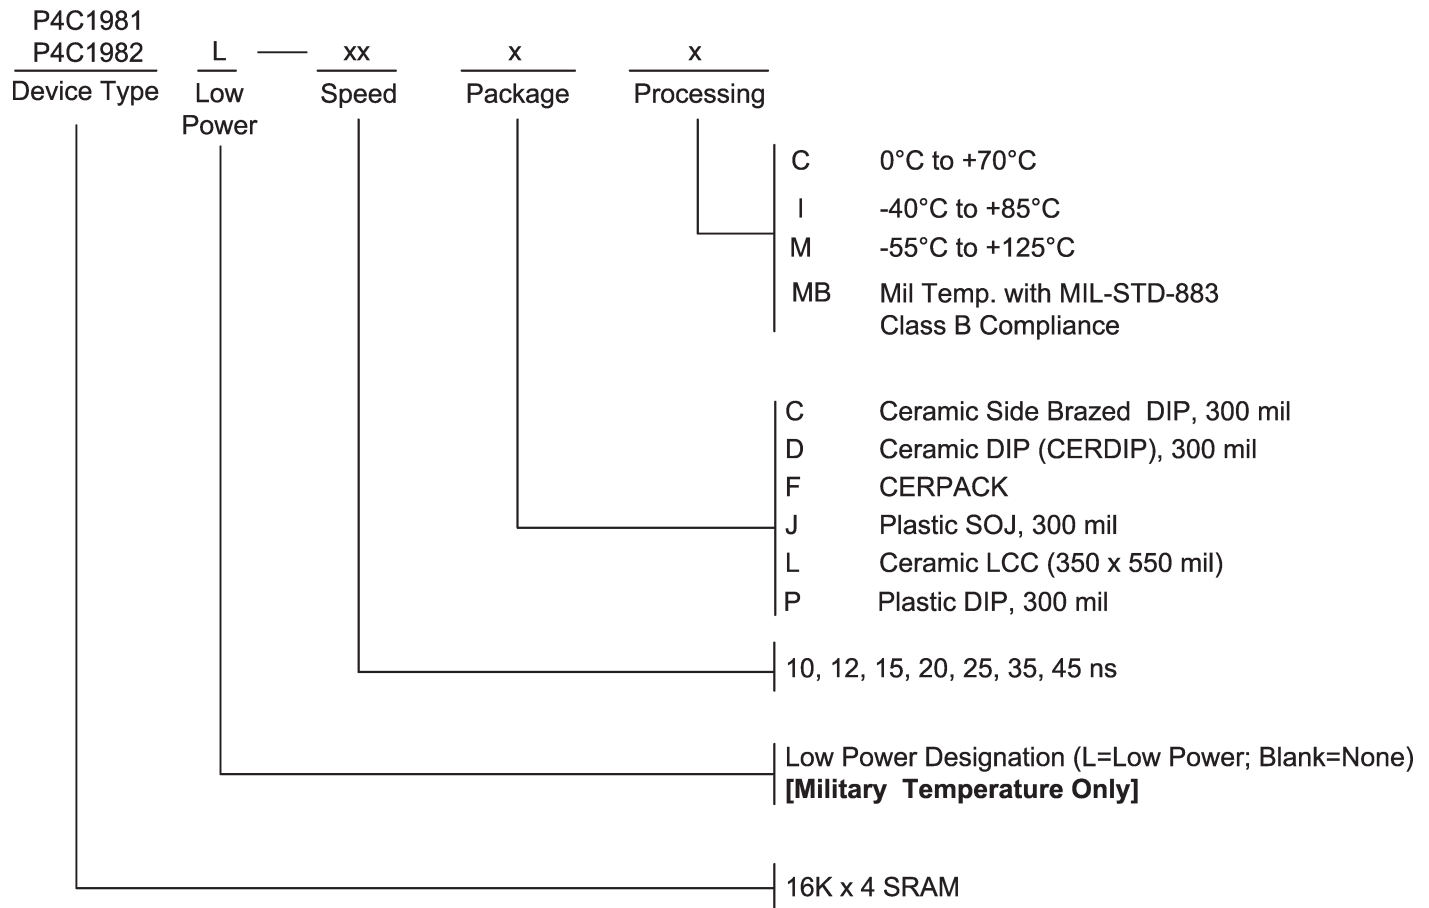 P4C1981
P4C1982 L — xx x x
Device Type Low Power Speed Package Processing
C 0°C to +70°C
I -40°C to +85°C
M -55°C to +125°C
MB Mil Temp. with MIL-STD-883
Class B Compliance
C Ceramic Side Brazed DIP, 300 mil
D Ceramic DIP (CERDIP), 300 mil
F CERPACK
J Plastic SOJ, 300 mil
L Ceramic LCC (350 x 550 mil)
P Plastic DIP, 300 mil
10, 12, 15, 20, 25, 35, 45 ns
Low Power Designation (L=Low Power; Blank=None)
[Military Temperature Only]
16K x 4 SRAM